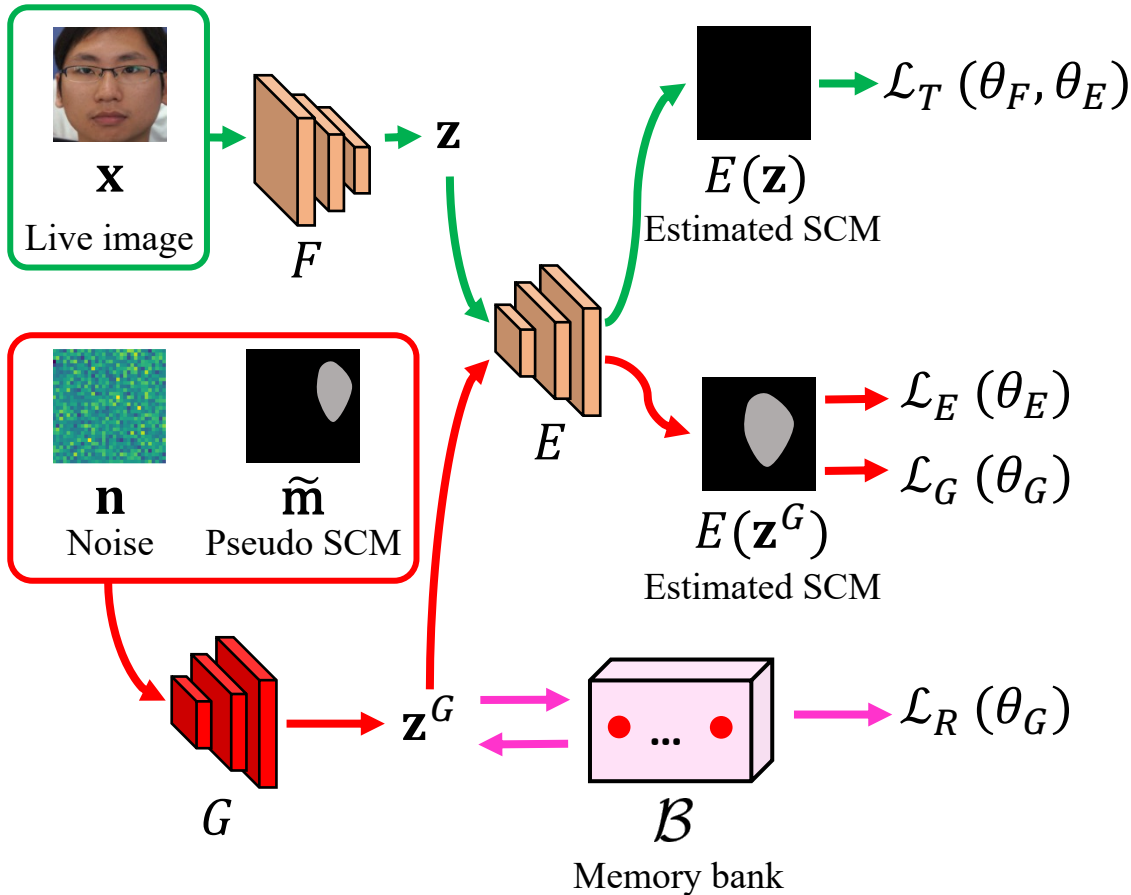 x
Live image
F
z
E(z)
Estimated SCM
ℒ_T (θ_F, θ_E)
n
Noise
m̃
Pseudo SCM
E
E(z^G)
Estimated SCM
ℒ_E (θ_E)
ℒ_G (θ_G)
G
z^G
...
ℬ
Memory bank
ℒ_R (θ_G)